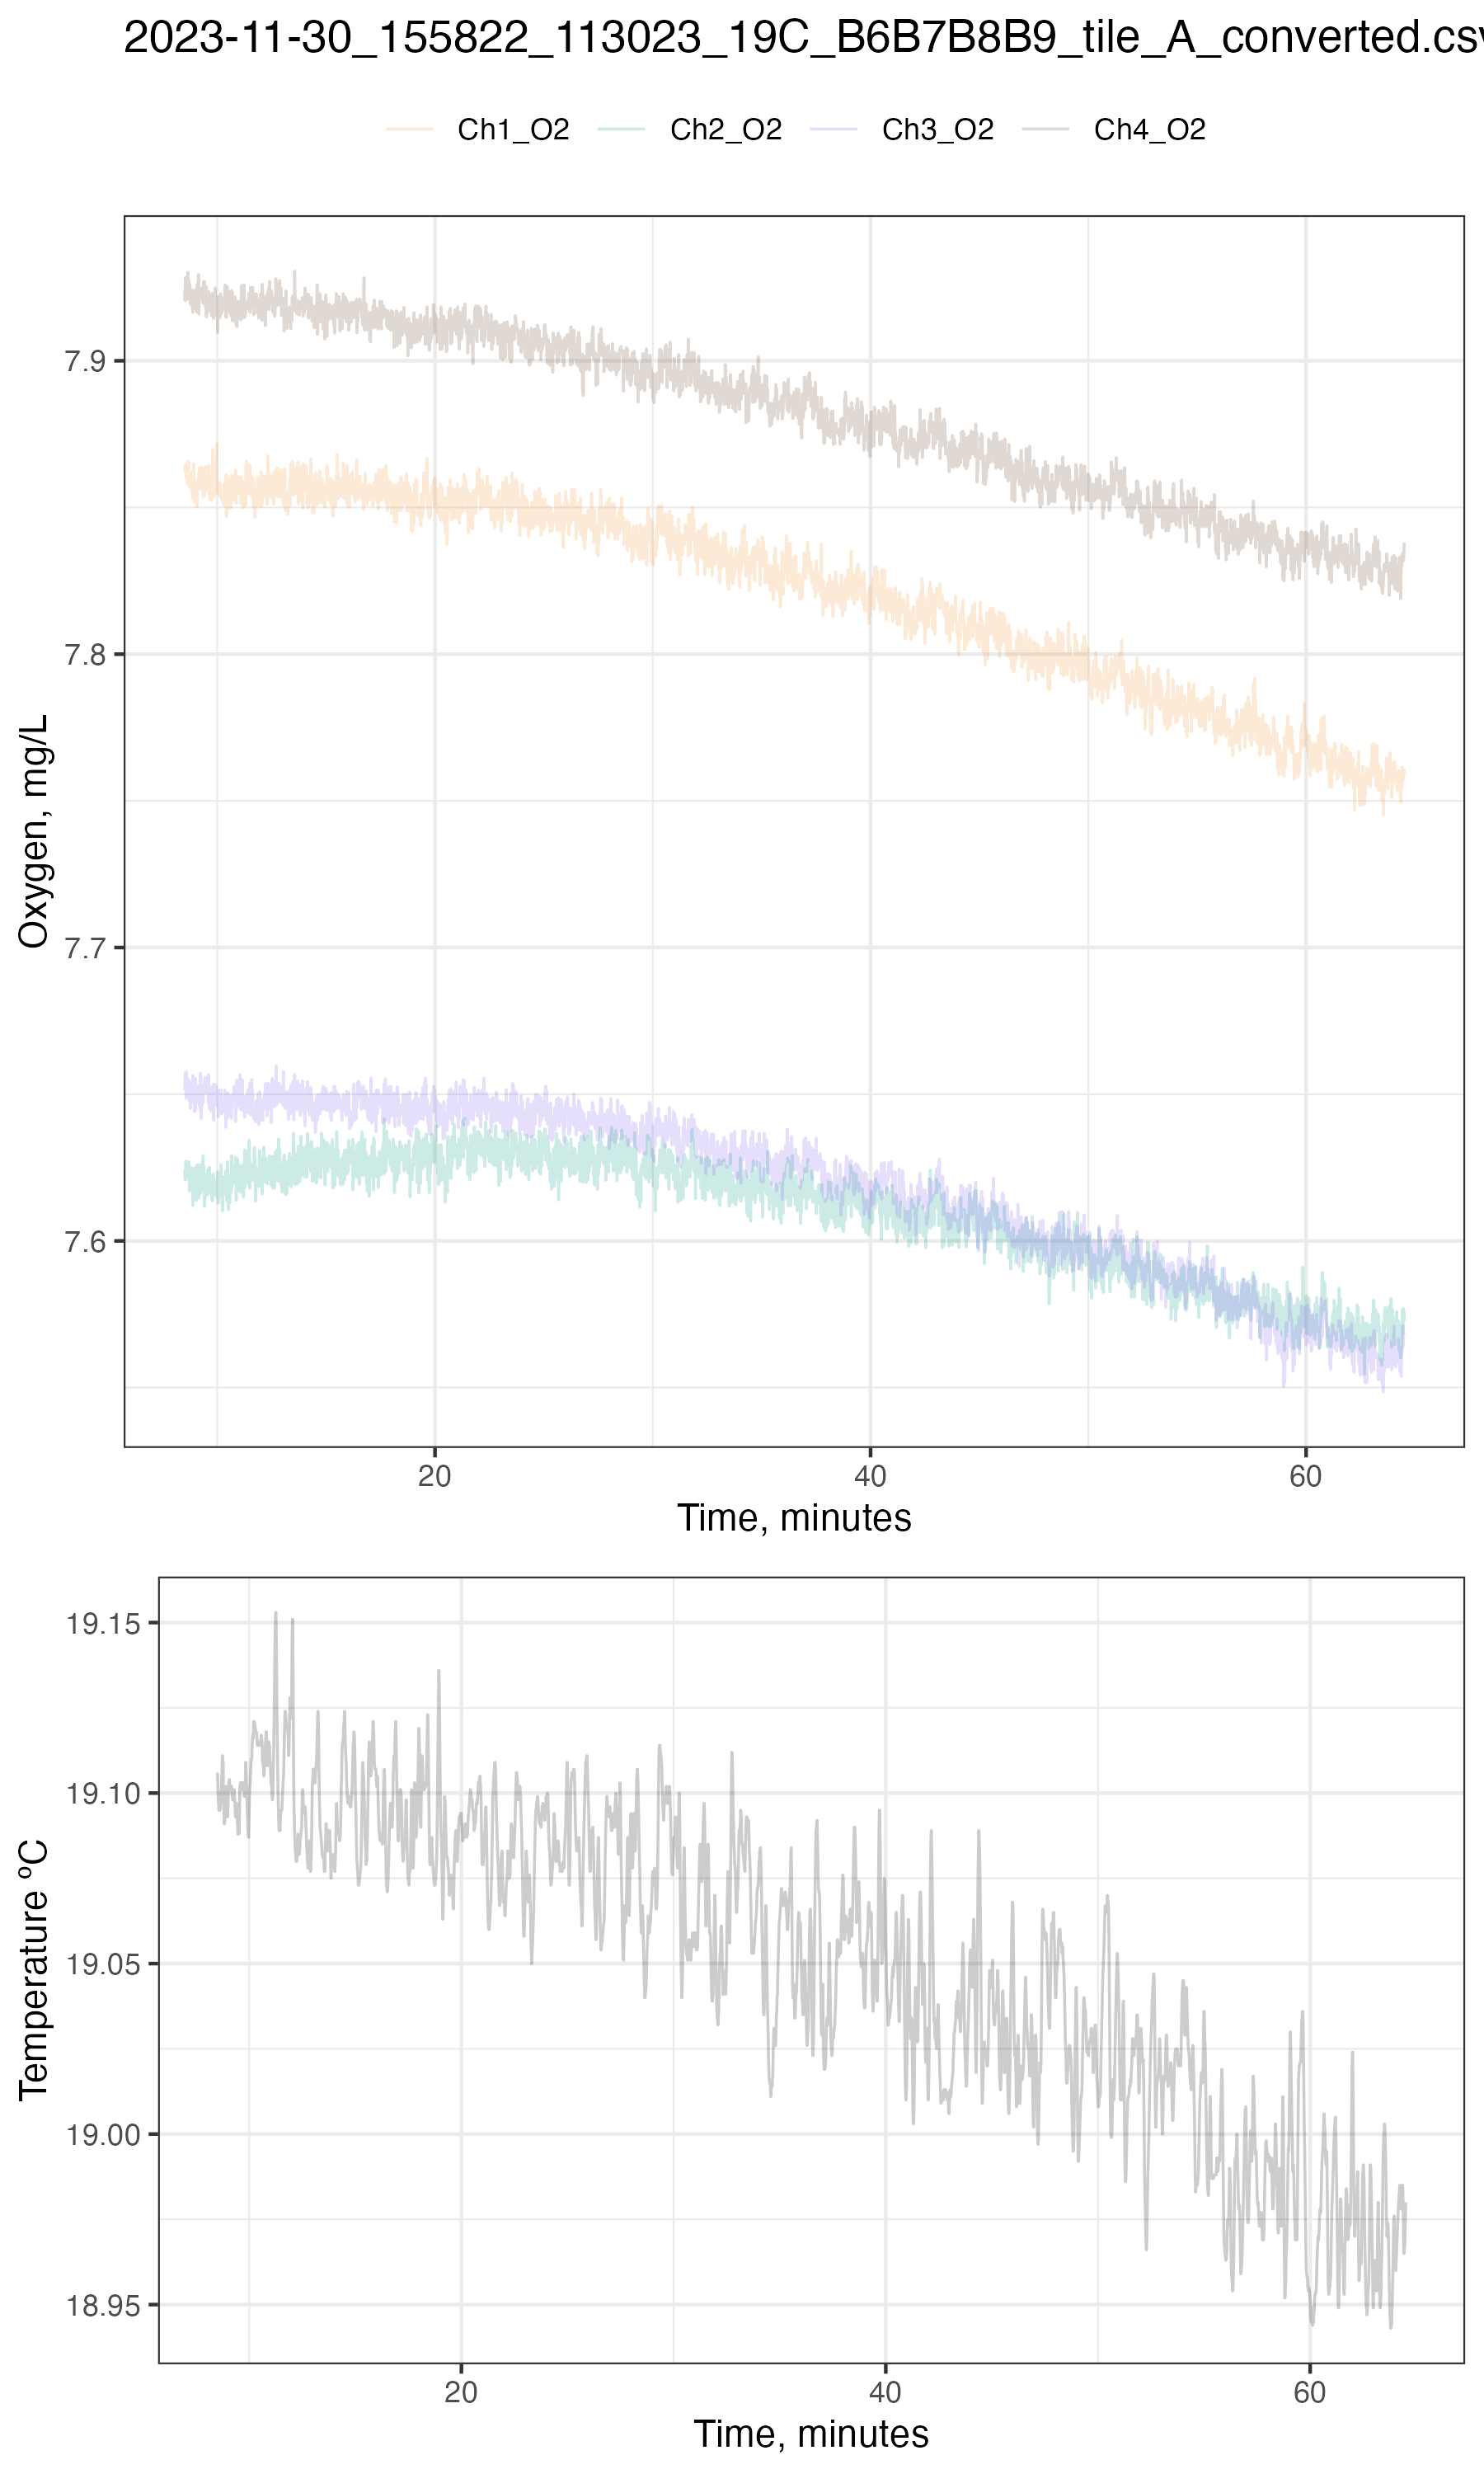 2023-11-30_155822_113023_19C_B6B7B8B9_tile_A_converted.csv
Ch1_O2 Ch2_O2 Ch3_O2 Ch4_O2
7.9
7.8
7.7
7.6
Oxygen, mg/L
20 40 60
Time, minutes
19.15
19.10
19.05
19.00
18.95
Temperature ºC
20 40 60
Time, minutes